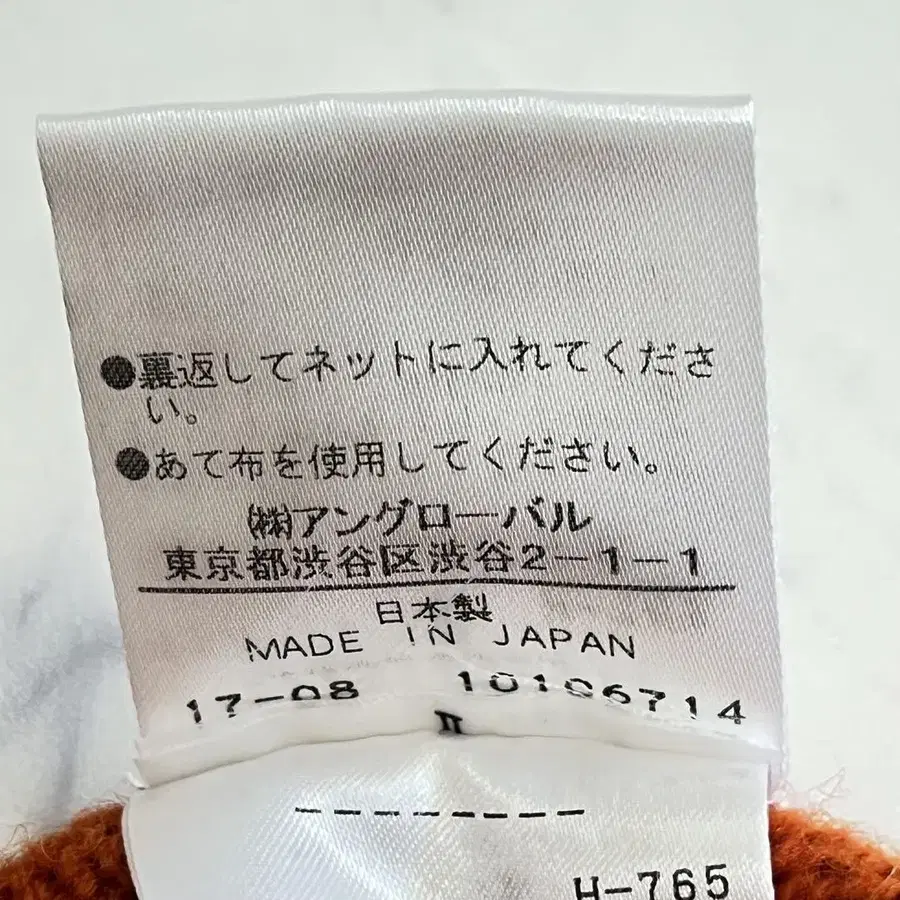 ●裏返してネットに入れてくださ
い。
●あて布を使用してください。
㈱アングローバル
東京都渋谷区渋谷2-1-1
日本製
MADE IN JAPAN
17-08 10106714
H-765